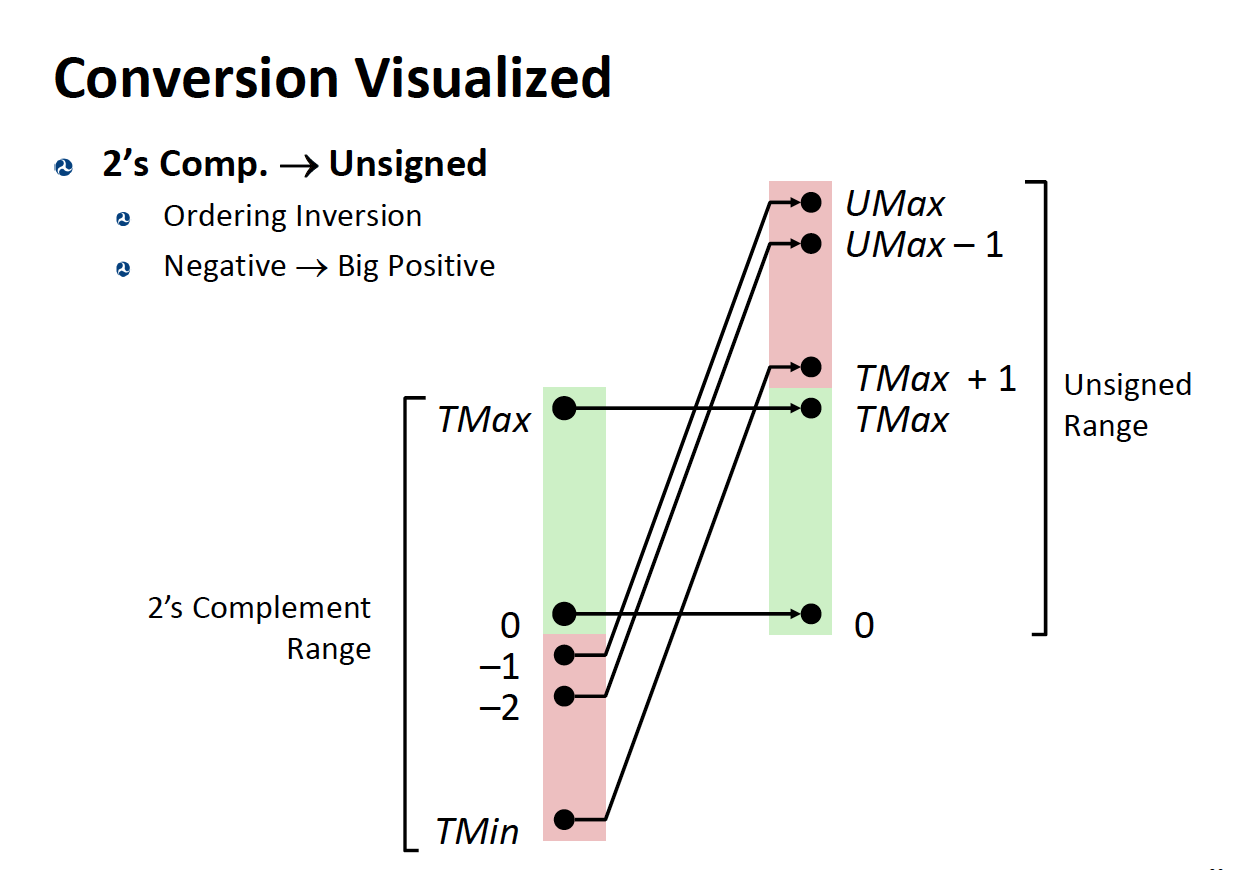 Conversion Visualized
2’s Comp. → Unsigned
Ordering Inversion
Negative → Big Positive
UMax
UMax – 1
TMax + 1
TMax
Unsigned
Range
TMax
2’s Complement
Range
0
0
–1
–2
TMin